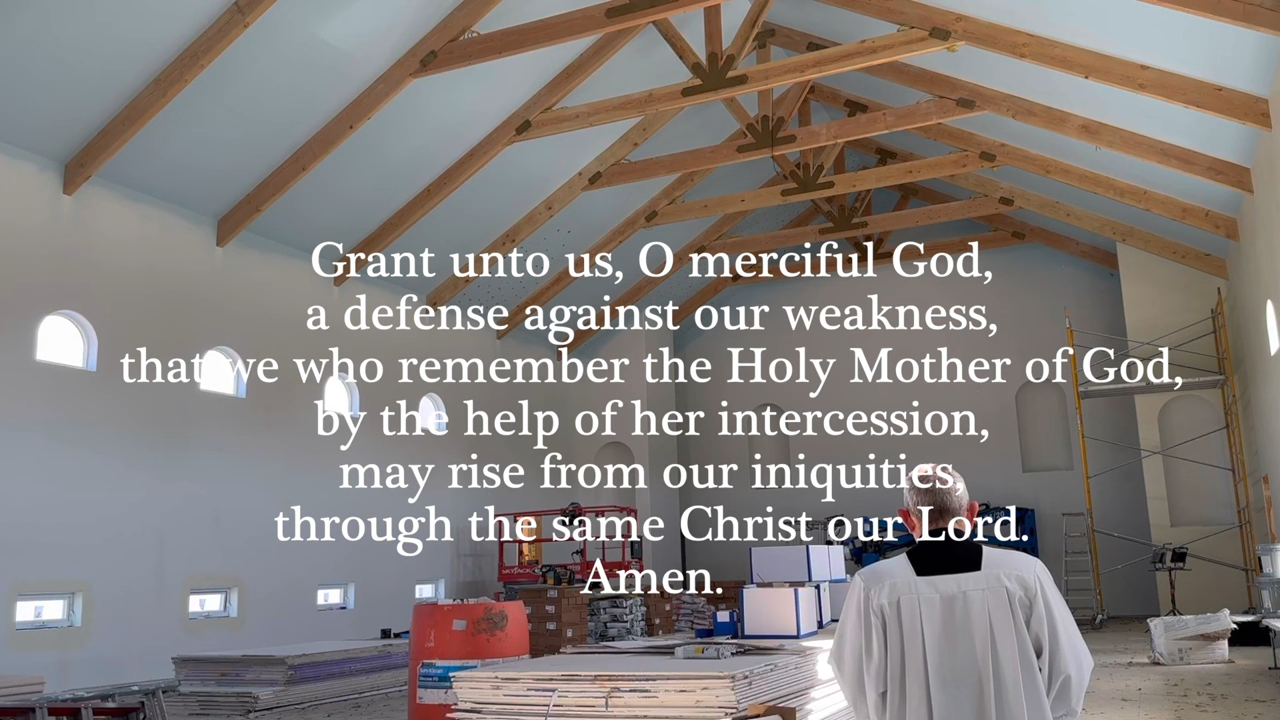 Grant unto us, O merciful God,
a defense against our weakness,
that we who remember the Holy Mother of God,
by the help of her intercession,
may rise from our iniquities,
through the same Christ our Lord.
Amen.
SKYJACK